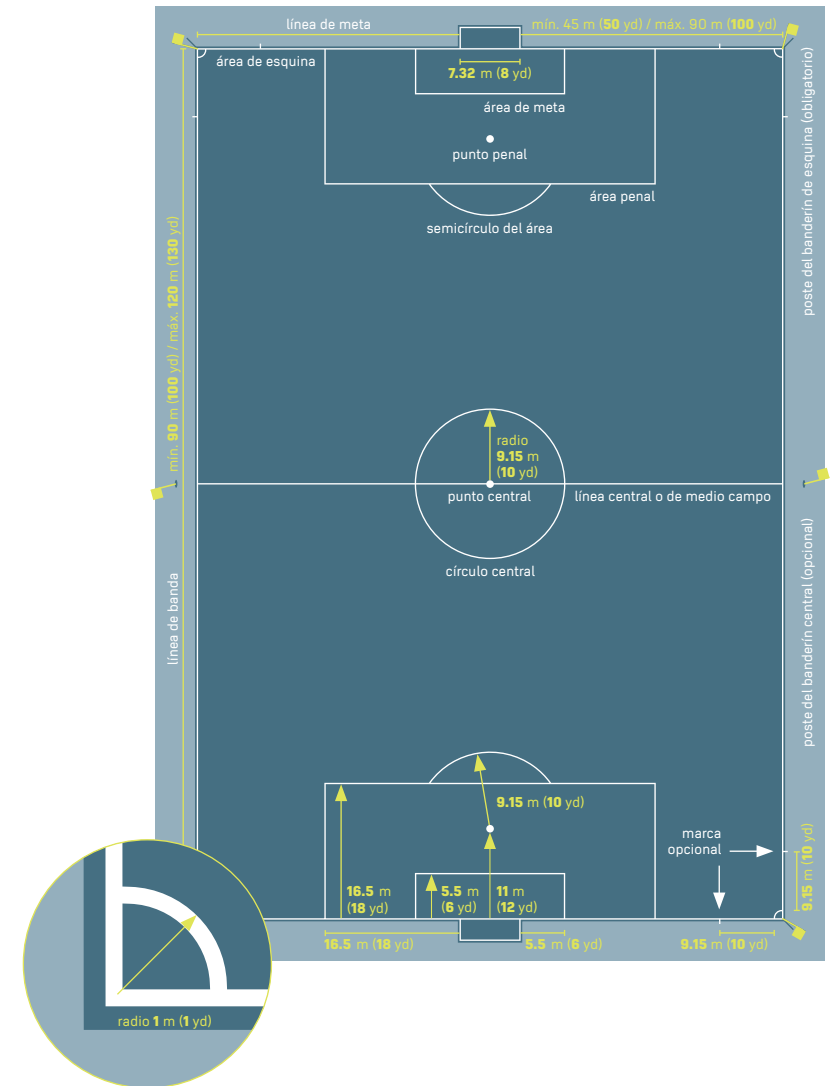 línea de meta
mín. 45 m (50 yd) / máx. 90 m (100 yd)
área de esquina
7.32 m (8 yd)
área de meta
punto penal
área penal
semicírculo del área
poste del banderín de esquina (obligatorio)
mín. 90 m (100 yd) / máx. 120 m (130 yd)
radio
9.15 m
(10 yd)
punto central
línea central o de medio campo
círculo central
línea de banda
poste del banderín central (opcional)
9.15 m (10 yd)
marca
opcional
9.15 m (10 yd)
16.5 m
(18 yd)
5.5 m
(6 yd)
11 m
(12 yd)
16.5 m (18 yd)
5.5 m (6 yd)
9.15 m (10 yd)
radio 1 m (1 yd)